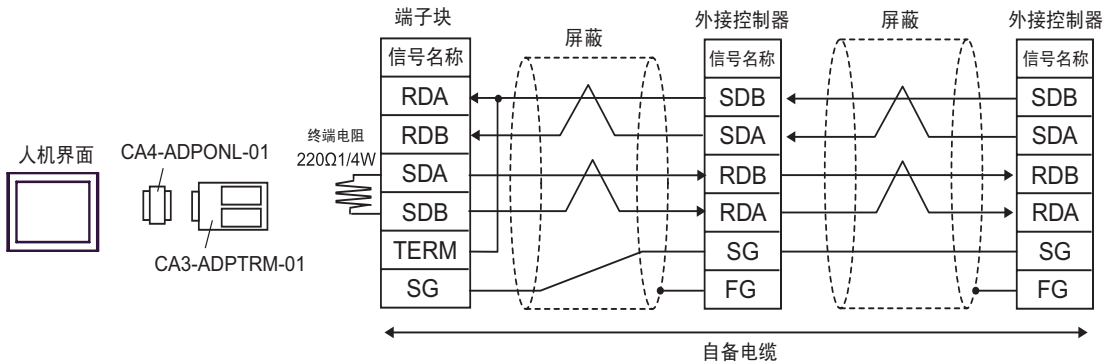 端子块
外接控制器
外接控制器
屏蔽
屏蔽
信号名称
信号名称
信号名称
RDA
SDB
SDB
RDB
SDA
SDA
终端电阻
220Ω1/4W
SDA
RDB
RDB
SDB
RDA
RDA
TERM
SG
SG
SG
FG
FG
人机界面
CA4-ADPONL-01
CA3-ADPTRM-01
自备电缆